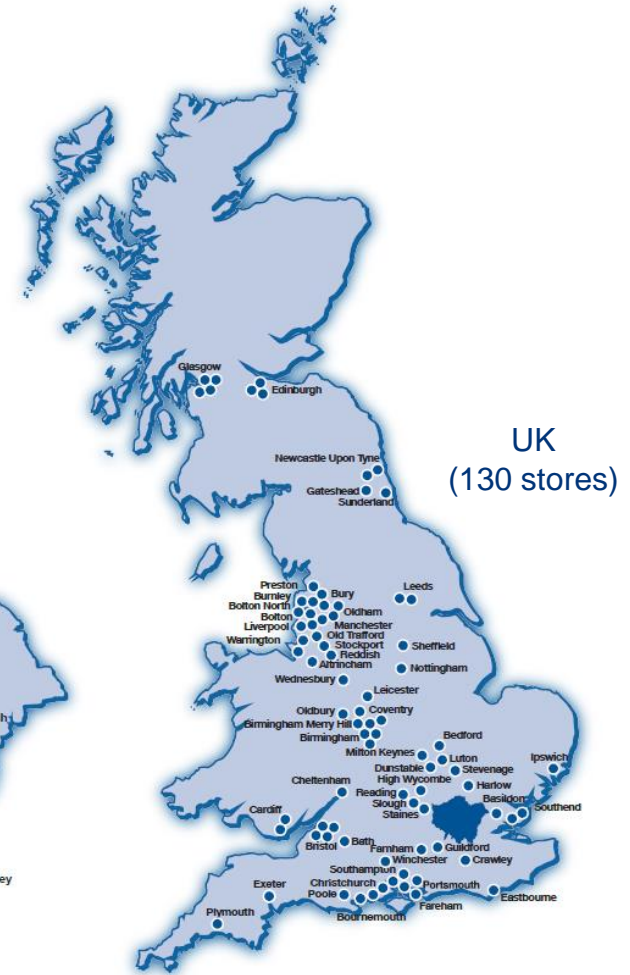 Glasgow
Edinburgh
UK
(130 stores)
Newcastle Upon Tyne
Gateshead
Sunderland
Preston
Burnley
Bury
Leeds
Bolton North
Oldham
Bolton
Manchester
Liverpool
Old Trafford
Warrington
Stockport
Sheffield
Reddish
Altrincham
Nottingham
Wednesbury
Leicester
Oldbury
Coventry
Birmingham Merry Hill
Birmingham
Bedford
Milton Keynes
Luton
Ipswich
Dunstable
Stevenage
Cheltenham
High Wycombe
Harlow
Reading
Basildon
Slough
Southend
Cardiff
Staines
Bristol
Bath
Farnham
Guildford
Winchester
Crawley
Southampton
Exeter
Christchurch
Portsmouth
Poole
Eastbourne
Fareham
Bournemouth
Plymouth